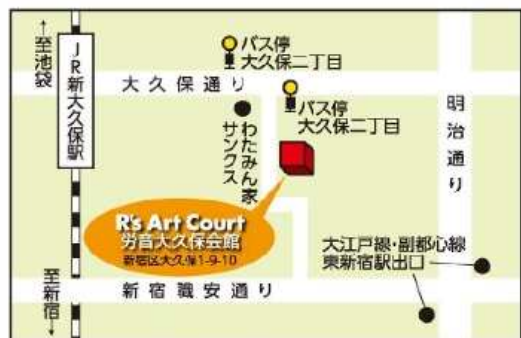 ←至池袋
JR新大久保駅
至新宿→
バス停
大久保二丁目
大久保通り
バス停
大久保二丁目
わたみん家
サンクス
明治通り
R's Art Court
労音大久保会館
新宿区大久保1-9-10
大江戸線・副都心線
東新宿駅出口
新宿職安通り